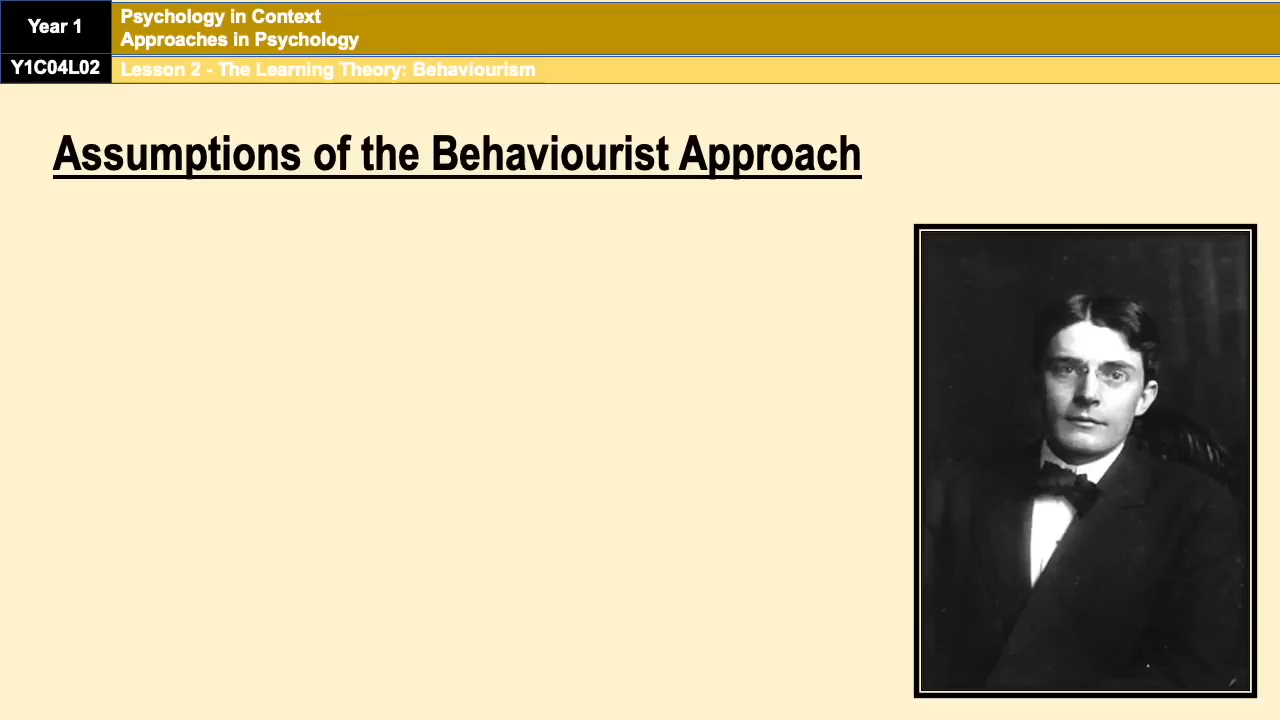 Year 1
Psychology in Context
Approaches in Psychology
Y1C04L02
Lesson 2 - The Learning Theory: Behaviourism
Assumptions of the Behaviourist Approach